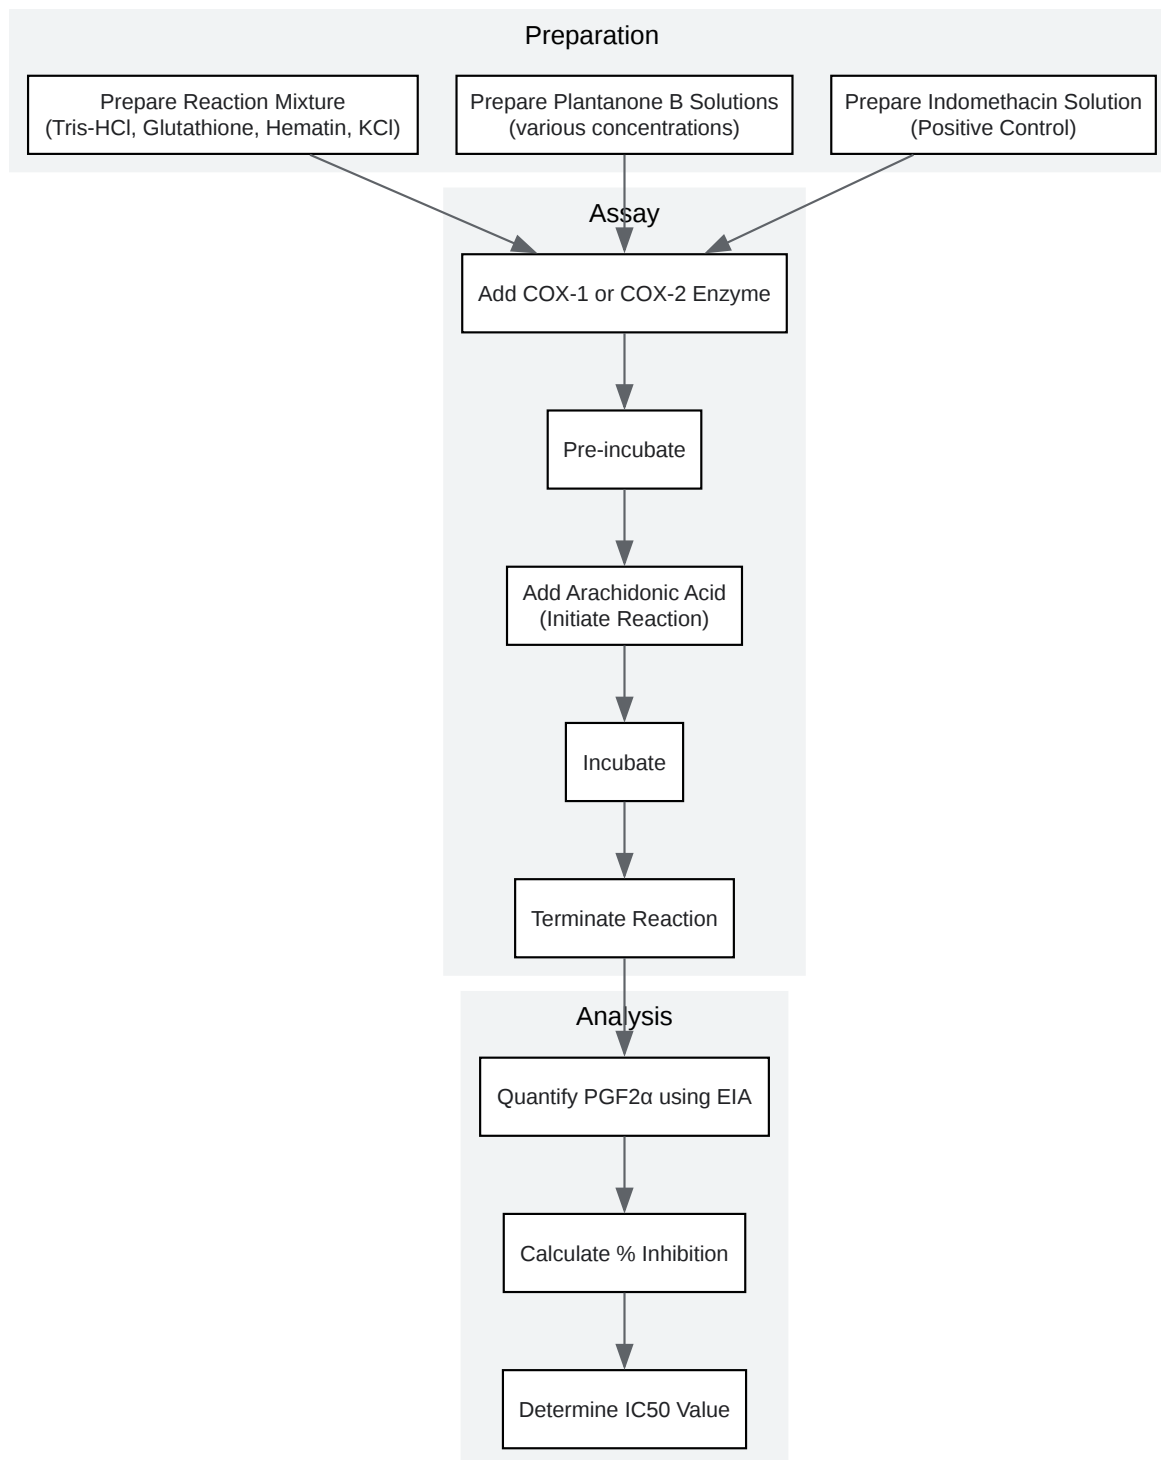 Preparation
Prepare Reaction Mixture
(Tris-HCl, Glutathione, Hematin, KCl)
Prepare Plantanone B Solutions
(various concentrations)
Prepare Indomethacin Solution
(Positive Control)
Assay
Add COX-1 or COX-2 Enzyme
Pre-incubate
Add Arachidonic Acid
(Initiate Reaction)
Incubate
Terminate Reaction
Analysis
Quantify PGF2α using EIA
Calculate % Inhibition
Determine IC50 Value